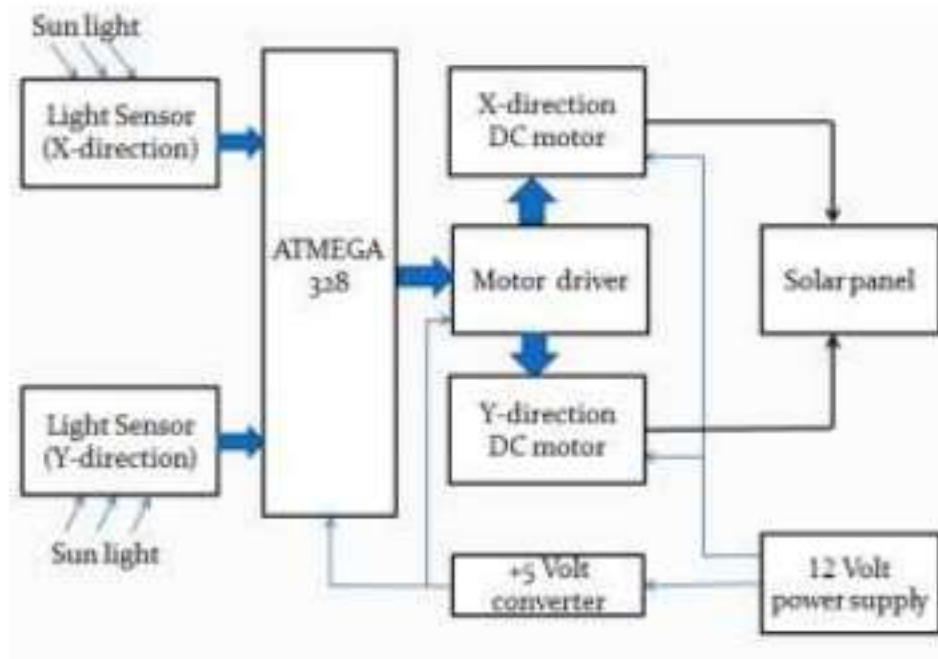 Sun light
Light Sensor
(X-direction)
ATMEGA
328
X-direction
DC motor
Motor driver
Solar panel
Y-direction
DC motor
Light Sensor
(Y-direction)
Sun light
+5 Volt
converter
12 Volt
power supply